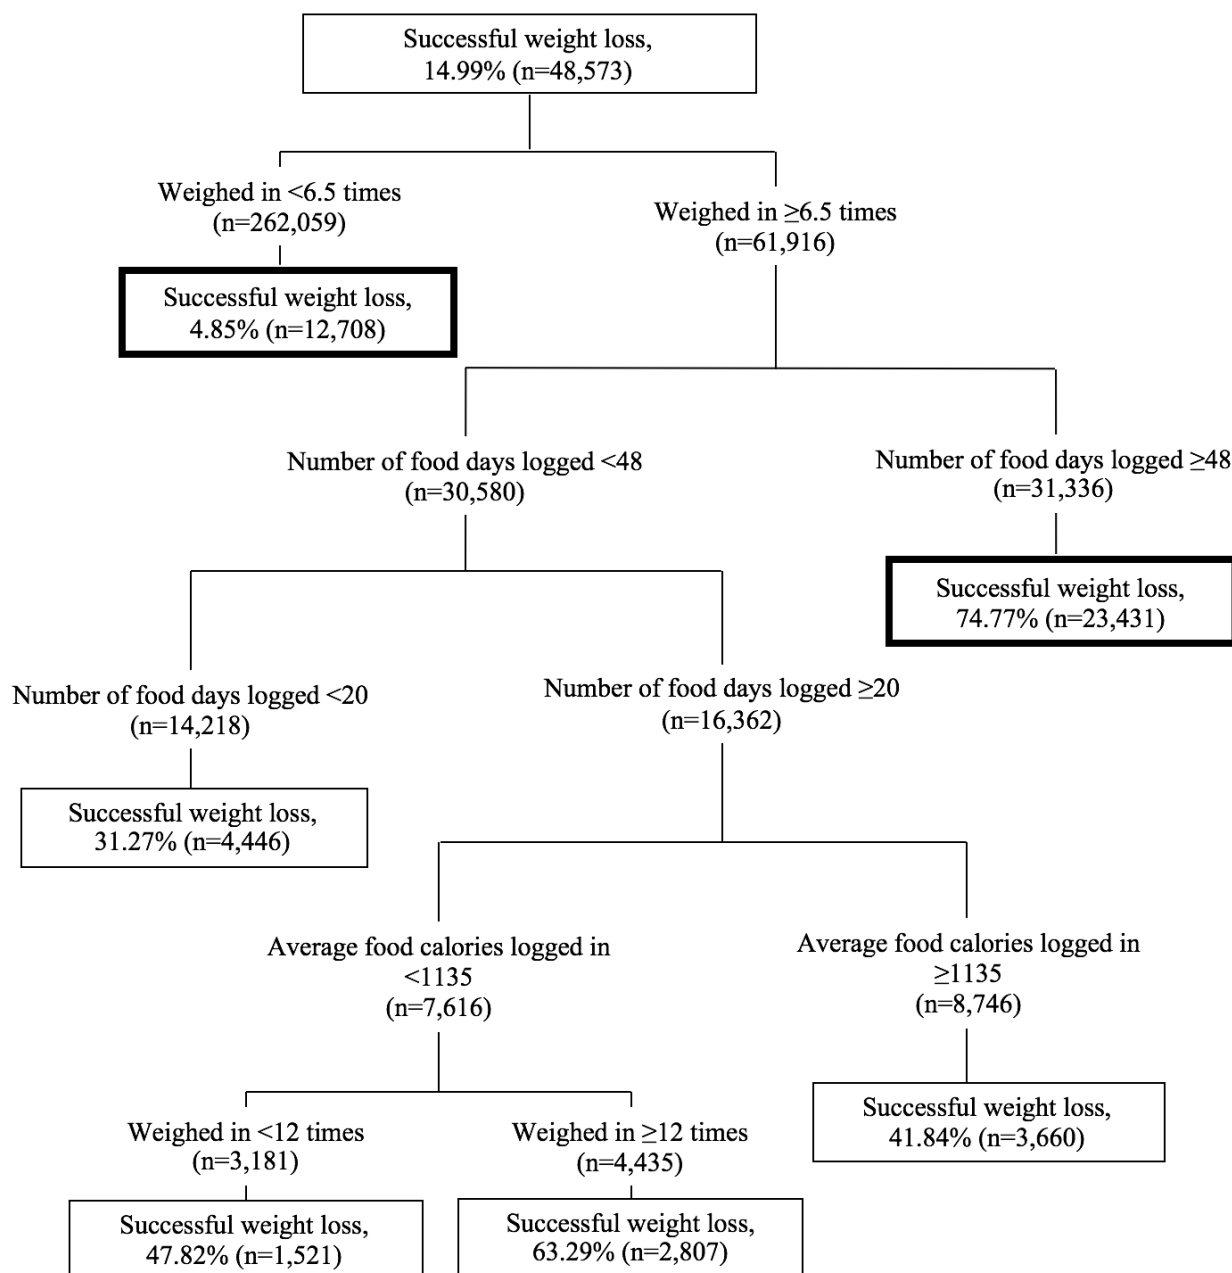 Successful weight loss,
14.99% (n=48,573)
Weighed in <6.5 times
(n=262,059)
Weighed in ≥6.5 times
(n=61,916)
Successful weight loss,
4.85% (n=12,708)
Number of food days logged <48
(n=30,580)
Number of food days logged ≥48
(n=31,336)
Successful weight loss,
74.77% (n=23,431)
Number of food days logged <20
(n=14,218)
Number of food days logged ≥20
(n=16,362)
Successful weight loss,
31.27% (n=4,446)
Average food calories logged in
<1135
(n=7,616)
Average food calories logged in
≥1135
(n=8,746)
Successful weight loss,
41.84% (n=3,660)
Weighed in <12 times
(n=3,181)
Weighed in ≥12 times
(n=4,435)
Successful weight loss,
47.82% (n=1,521)
Successful weight loss,
63.29% (n=2,807)